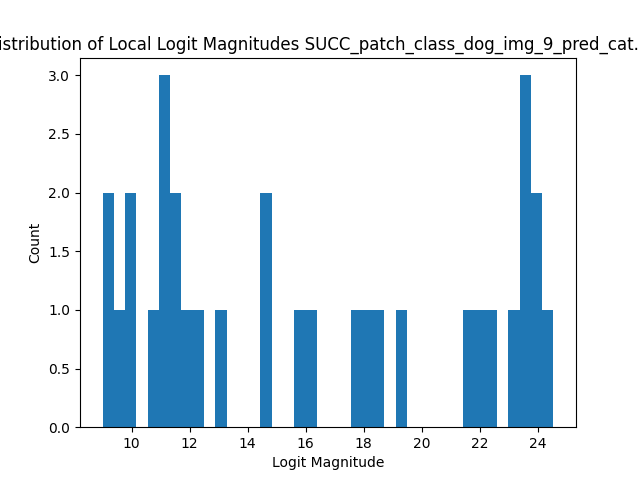 istribution of Local Logit Magnitudes SUCC_patch_class_dog_img_9_pred_cat.
3.0
2.5
2.0
1.5
1.0
0.5
0.0
Count
10 12 14 16 18 20 22 24
Logit Magnitude